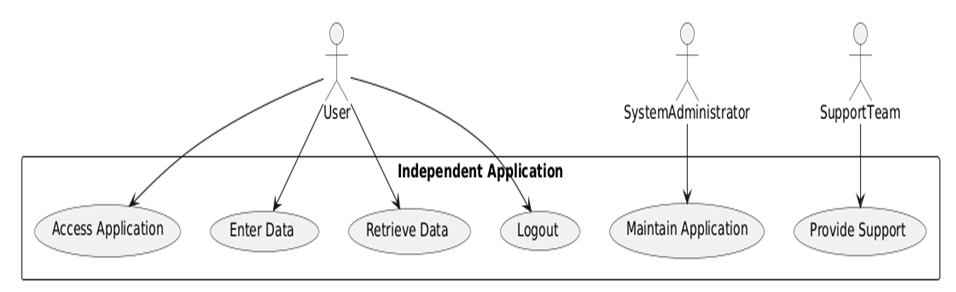 User
SystemAdministrator
SupportTeam
Independent Application
Access Application
Enter Data
Retrieve Data
Logout
Maintain Application
Provide Support